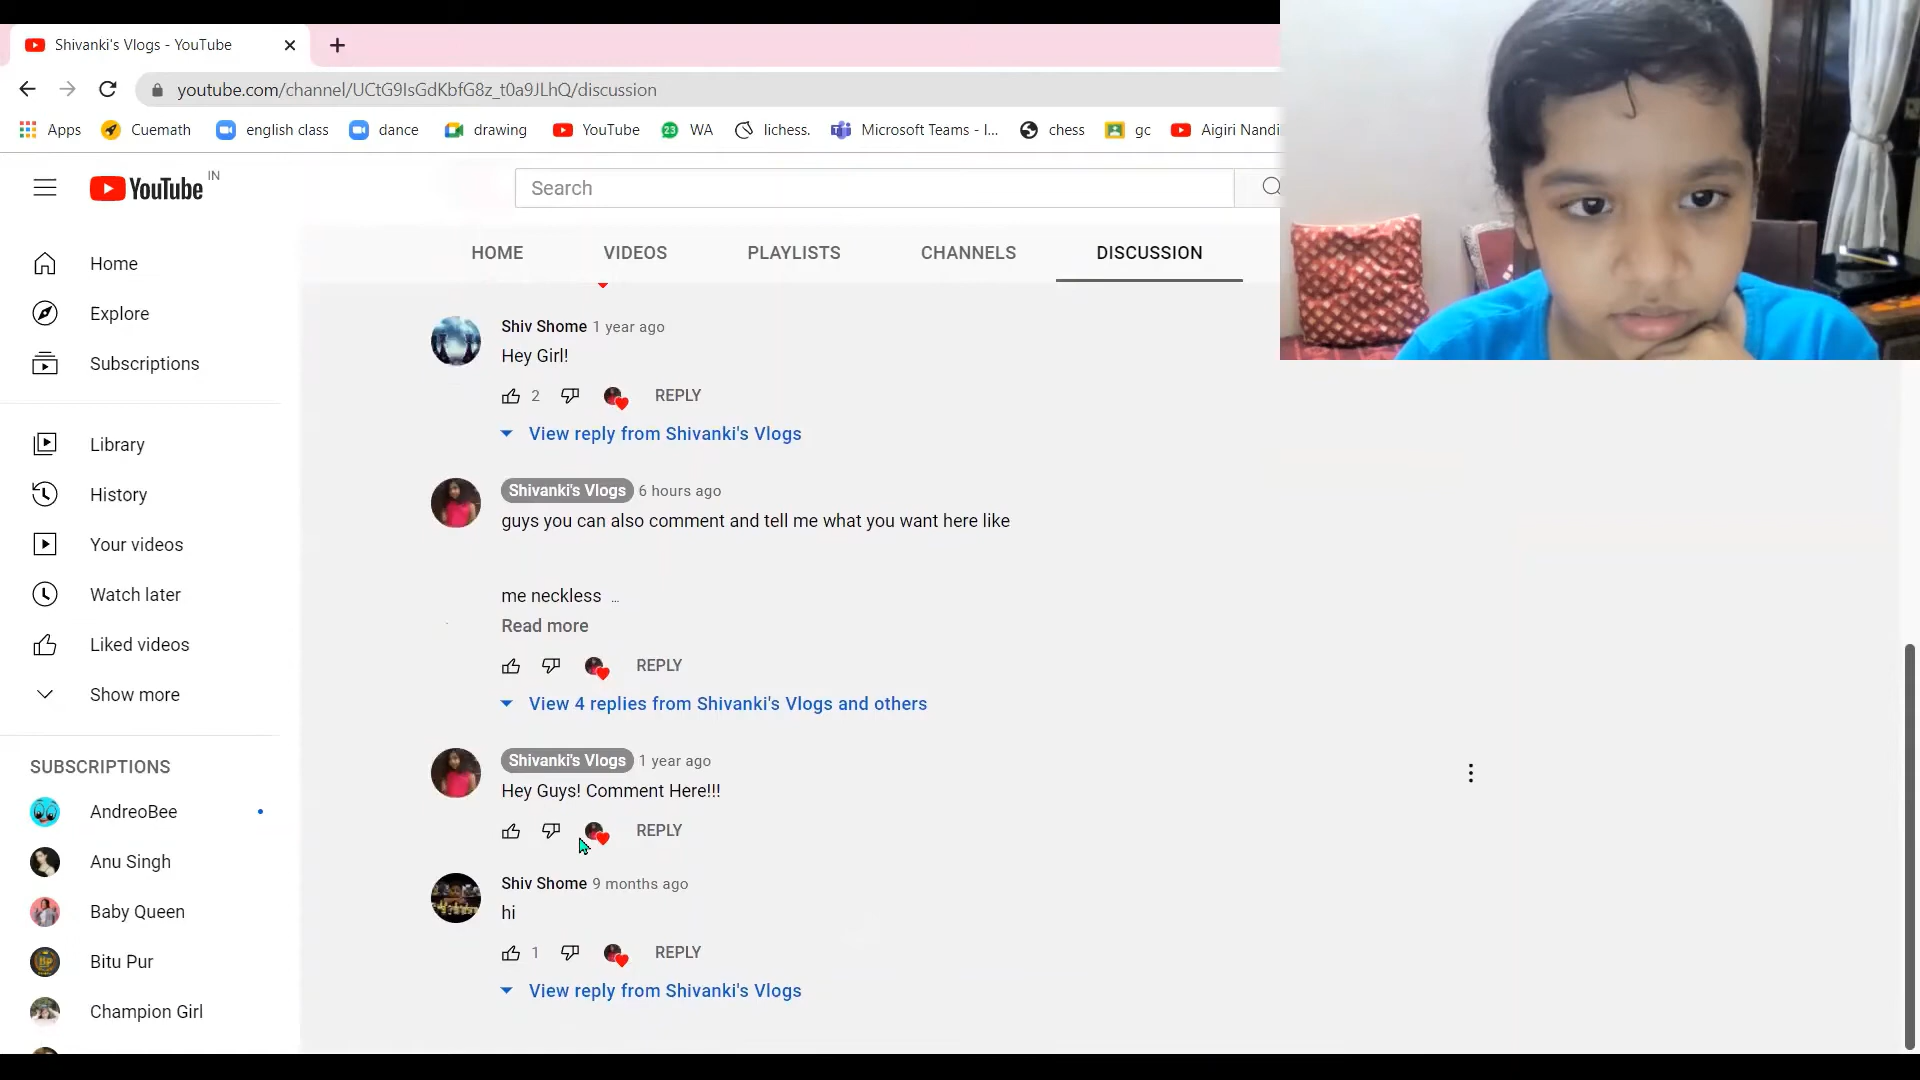 Shivanki's Vlogs - YouTube
youtube.com/channel/UCtG9IsGdKbfG8z_t0a9JLhQ/discussion
Apps Cuemath english class dance drawing YouTube 23 WA lichess. Microsoft Teams - I... chess gc Aigiri Nandi
YouTube IN
Search
HOME VIDEOS PLAYLISTS CHANNELS DISCUSSION
Home
Explore
Subscriptions
Library
History
Your videos
Watch later
Liked videos
Show more
SUBSCRIPTIONS
AndreoBee
Anu Singh
Baby Queen
Bitu Pur
Champion Girl
Shiv Shome 1 year ago
Hey Girl!
2 REPLY
View reply from Shivanki's Vlogs
Shivanki's Vlogs 6 hours ago
guys you can also comment and tell me what you want here like
me neckless ...
Read more
REPLY
View 4 replies from Shivanki's Vlogs and others
Shivanki's Vlogs 1 year ago
Hey Guys! Comment Here!!!
REPLY
Shiv Shome 9 months ago
hi
1 REPLY
View reply from Shivanki's Vlogs